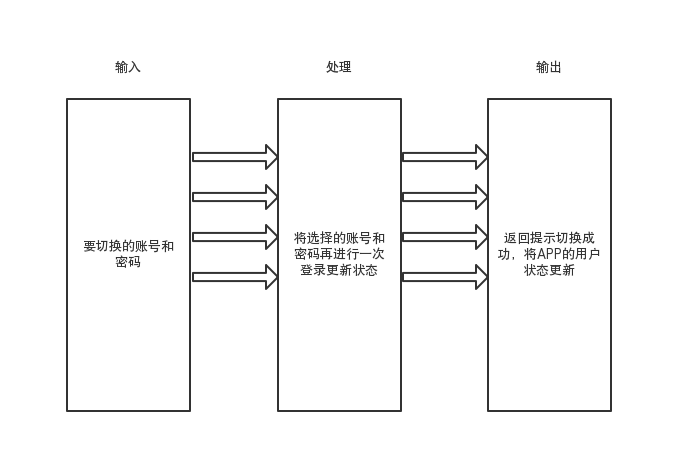 输入
处理
输出
要切换的账号和
密码
将选择的账号和
密码再进行一次
登录更新状态
返回提示切换成
功，将APP的用户
状态更新